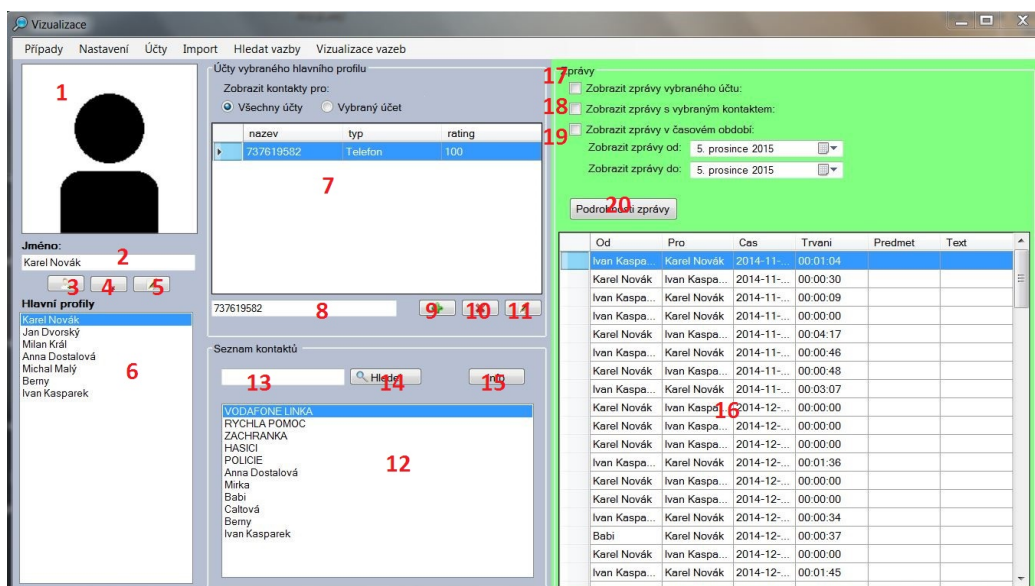 Vizualizace
Případy Nastavení Účty Import Hledat vazby Vizualizace vazeb
1
Jméno:
Karel Novák
2
3 4 5
Hlavní profily
Karel Novák
Jan Dvorský
Milan Král
Anna Dostalová
Michal Malý
Berny
Ivan Kasparek
6
Účty vybraného hlavního profilu
Zobrazit kontakty pro:
Všechny účty Vybraný účet
nazev typ rating
737619582 Telefon 100
7
737619582 8 9 10 11
Seznam kontaktů
13 Hledej 14 15
VODAFONE LINKA
RYCHLA POMOC
ZACHRANKA
HASICI
POLICIE
Anna Dostalová
Mirka
Babi
Caltová
Berny
Ivan Kasparek
12
Zprávy
17 Zobrazit zprávy vybraného účtu:
18 Zobrazit zprávy s vybraným kontaktem:
19 Zobrazit zprávy v časovém období:
Zobrazit zprávy od: 5. prosince 2015
Zobrazit zprávy do: 5. prosince 2015
Podrobnosti zprávy 20
Od Pro Cas Trvani Predmet Text
Ivan Kaspa... Karel Novák 2014-11-... 00:01:04
Karel Novák Ivan Kaspa... 2014-11-... 00:00:30
Ivan Kaspa... Karel Novák 2014-11-... 00:00:09
Ivan Kaspa... Karel Novák 2014-11-... 00:00:00
Karel Novák Ivan Kaspa... 2014-11-... 00:04:17
Ivan Kaspa... Karel Novák 2014-11-... 00:00:46
Ivan Kaspa... Karel Novák 2014-11-... 00:00:48
Ivan Kaspa... Karel Novák 2014-11-... 00:03:07
Karel Novák Ivan Kaspa... 2014-12-... 00:00:00
16
Karel Novák Ivan Kaspa... 2014-12-... 00:00:00
Karel Novák Ivan Kaspa... 2014-12-... 00:00:00
Ivan Kaspa... Karel Novák 2014-12-... 00:01:36
Karel Novák Ivan Kaspa... 2014-12-... 00:00:00
Karel Novák Ivan Kaspa... 2014-12-... 00:00:00
Ivan Kaspa... Karel Novák 2014-12-... 00:00:34
Babi Karel Novák 2014-12-... 00:00:37
Karel Novák Ivan Kaspa... 2014-12-... 00:00:00
Ivan Kaspa... Karel Novák 2014-12-... 00:01:45